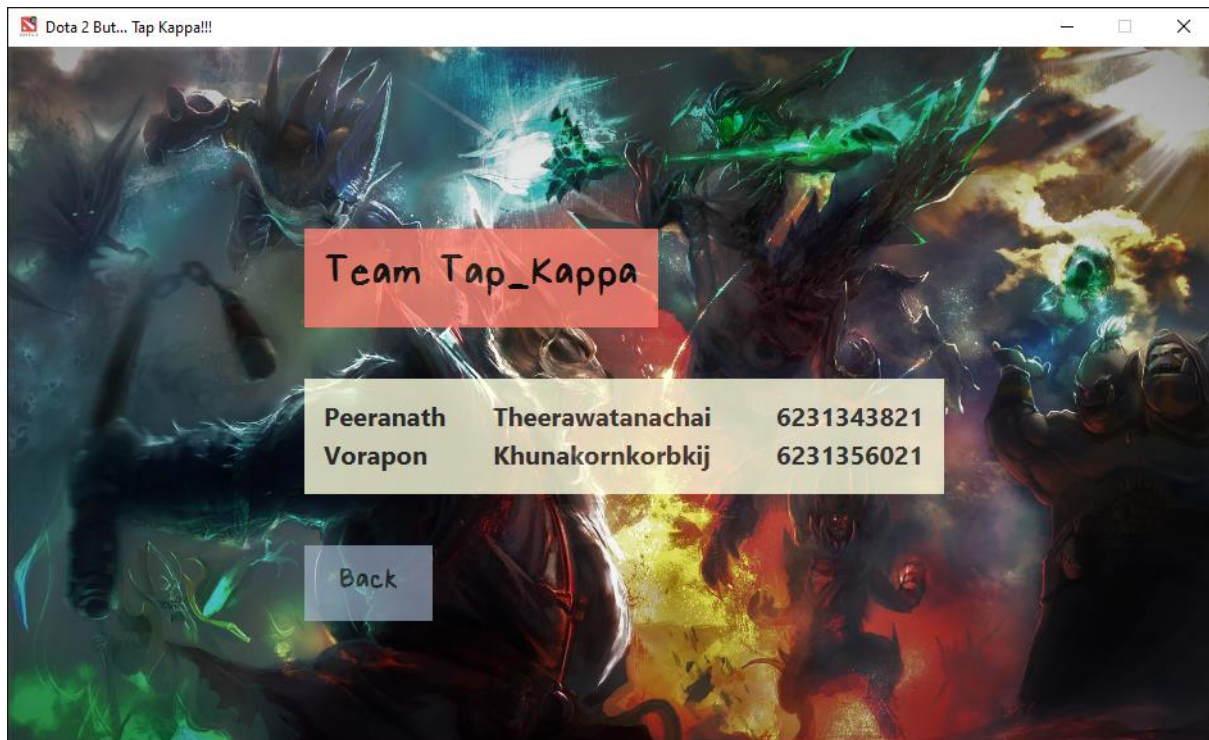 Dota 2 But... Tap Kappa!!!
Team Tap_Kappa
Peeranath Theerawatanachai 6231343821
Vorapon Khunakornkorbkij 6231356021
Back